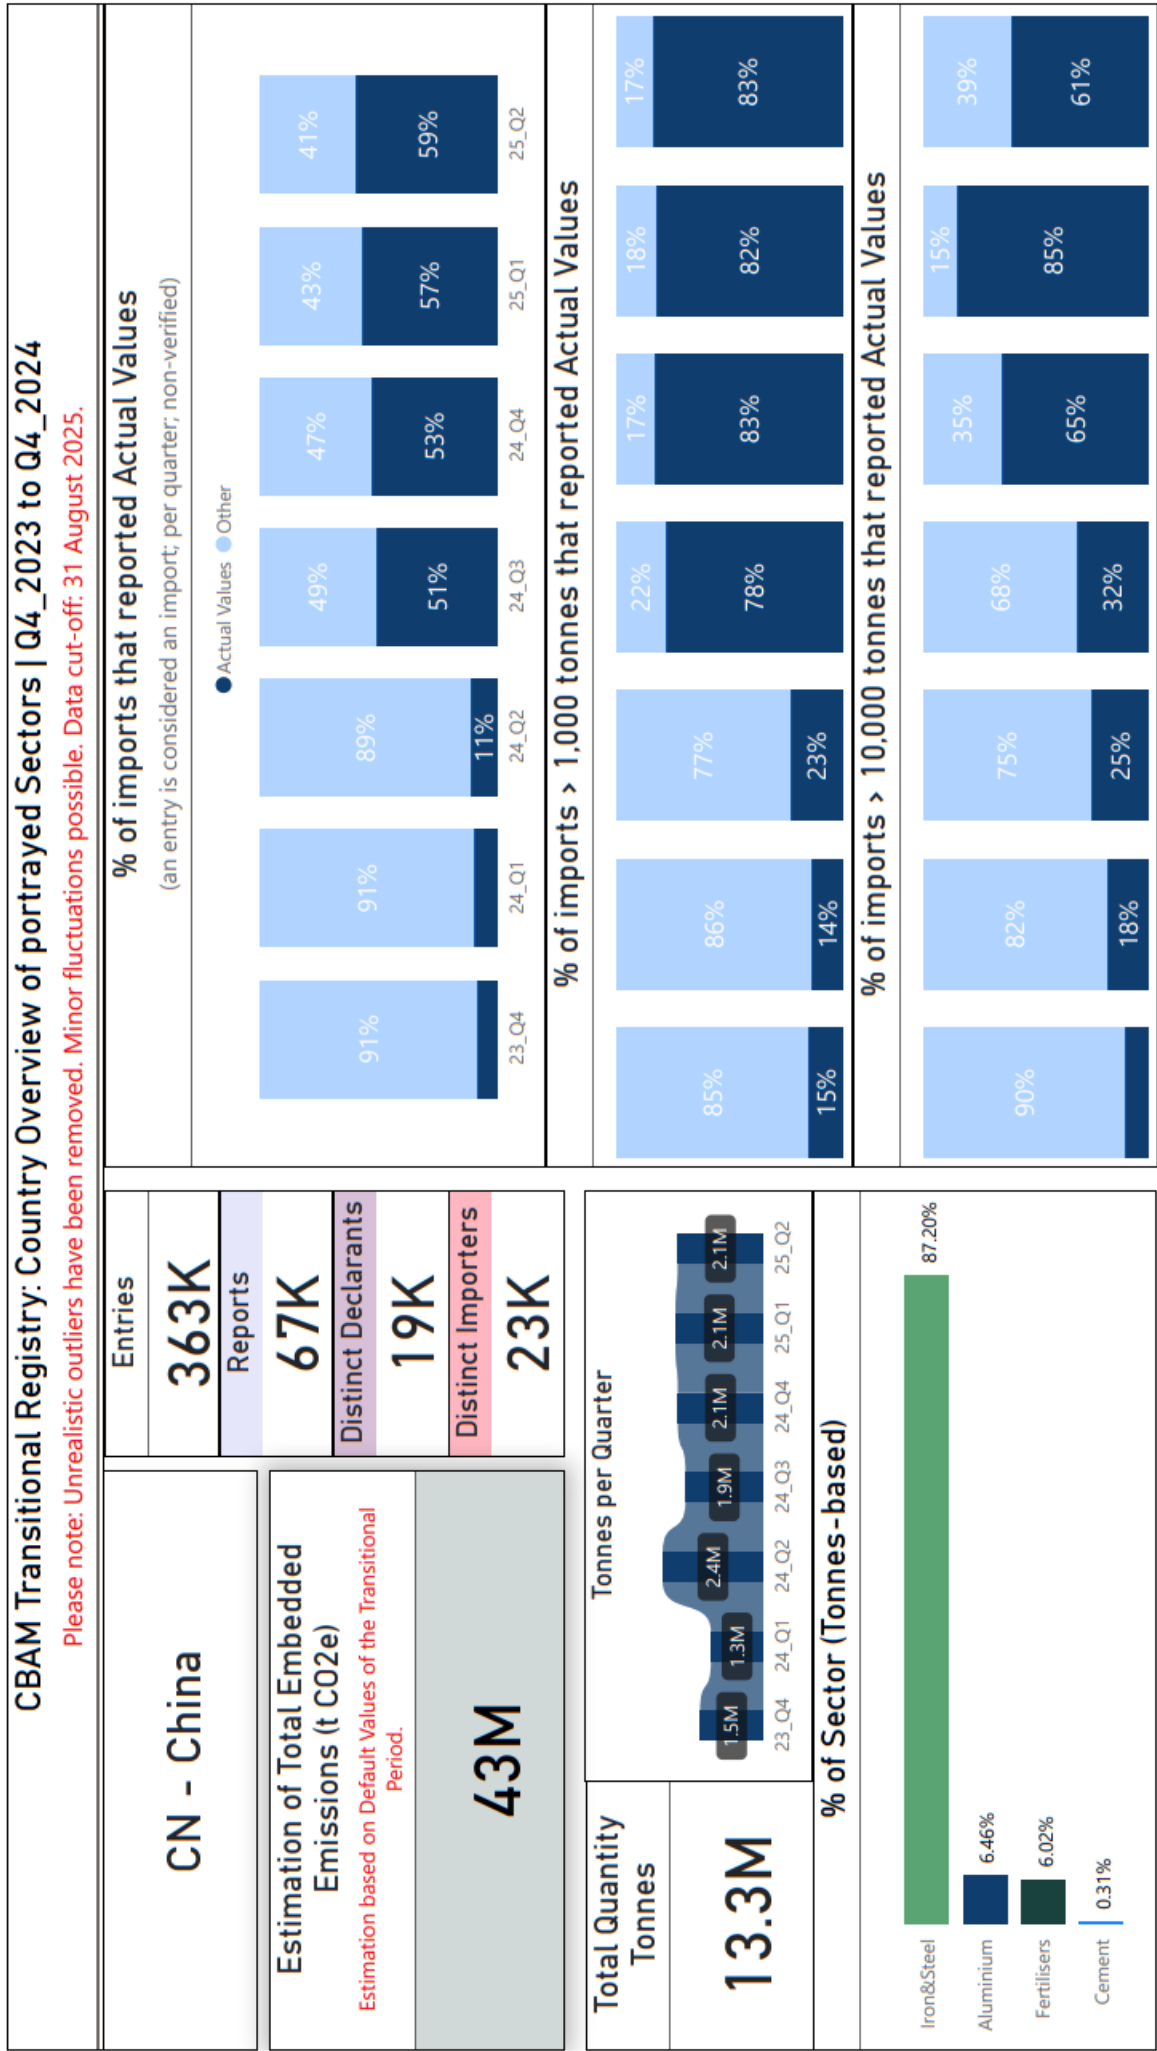 CBAM Transitional Registry: Country Overview of portrayed Sectors | Q4_2023 to Q4_2024
Please note: Unrealistic outliers have been removed. Minor fluctuations possible. Data cut-off: 31 August 2025.
CN - China
Estimation of Total Embedded
Emissions (t CO2e)
Estimation based on Default Values of the Transitional
Period.
43M
Entries
363K
Reports
67K
Distinct Declarants
19K
Distinct Importers
23K
Total Quantity
Tonnes
13.3M
Tonnes per Quarter
1.5M 1.3M 2.4M 1.9M 2.1M 2.1M 2.1M
23_Q4 24_Q1 24_Q2 24_Q3 24_Q4 25_Q1 25_Q2
% of Sector (Tonnes-based)
Iron&Steel 87.20%
Aluminium 6.46%
Fertilisers 6.02%
Cement 0.31%
% of imports that reported Actual Values
(an entry is considered an import; per quarter; non-verified)
Actual Values Other
91% 91% 89% 49% 47% 43% 41%
11% 51% 53% 57% 59%
23_Q4 24_Q1 24_Q2 24_Q3 24_Q4 25_Q1 25_Q2
% of imports > 1,000 tonnes that reported Actual Values
85% 86% 77% 22% 17% 18% 17%
15% 14% 23% 78% 83% 82% 83%
% of imports > 10,000 tonnes that reported Actual Values
90% 82% 75% 68% 35% 15% 39%
18% 25% 32% 65% 85% 61%